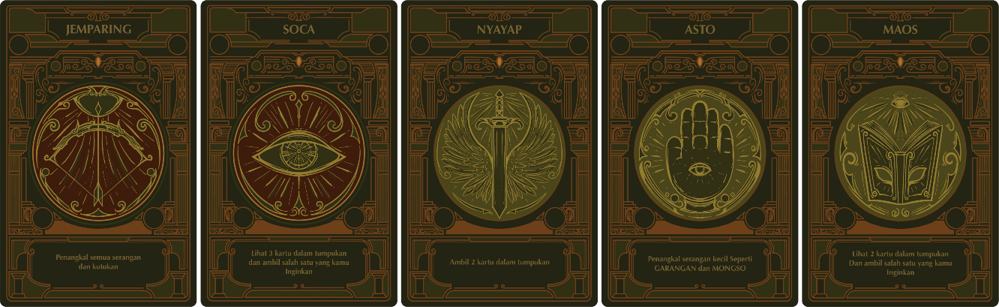 JEMPARING
Penangkal semua serangan
dan kutukan
SOCA
Lihat 3 kartu dalam tumpukan
dan ambil salah satu yang kamu
Inginkan
NYAYAP
Ambil 2 kartu dalam tumpukan
ASTO
Penangkal serangan kecil Seperti
GARANGAN dan MONGSO
MAOS
Lihat 2 kartu dalam tumpukan
Dan ambil salah satu yang kamu
Inginkan